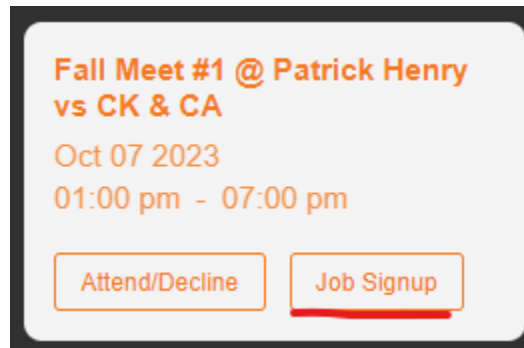 Fall Meet #1 @ Patrick Henry
vs CK & CA
Oct 07 2023
01:00 pm - 07:00 pm
Attend/Decline Job Signup